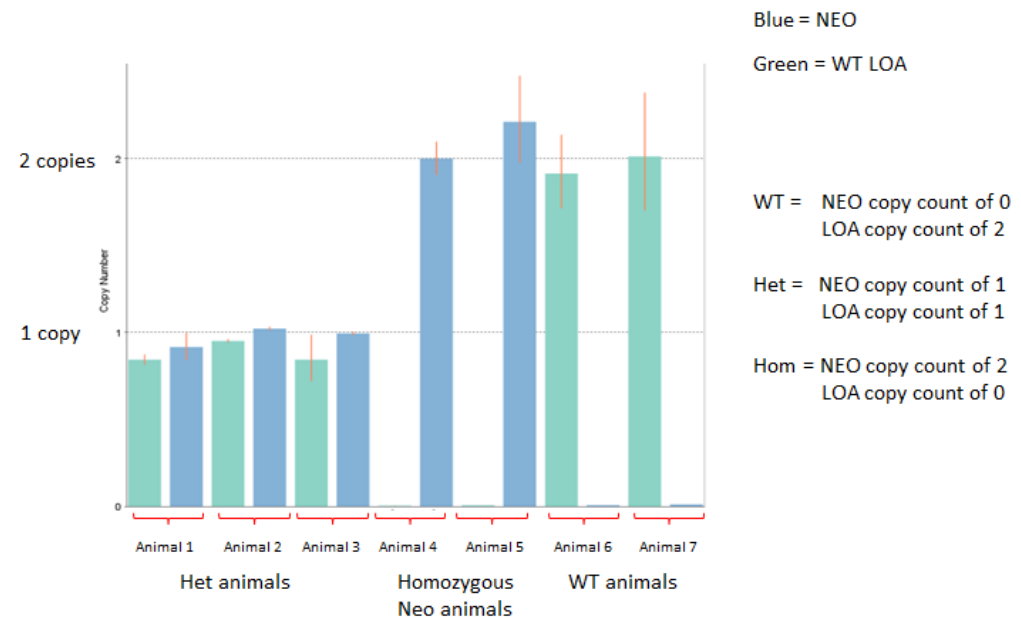 Blue = NEO
Green = WT LOA
2 copies
2
Copy Number
1 copy
1
0
WT = NEO copy count of 0
LOA copy count of 2
Het = NEO copy count of 1
LOA copy count of 1
Hom = NEO copy count of 2
LOA copy count of 0
Animal 1
Animal 2
Animal 3
Animal 4
Animal 5
Animal 6
Animal 7
Het animals
Homozygous
Neo animals
WT animals